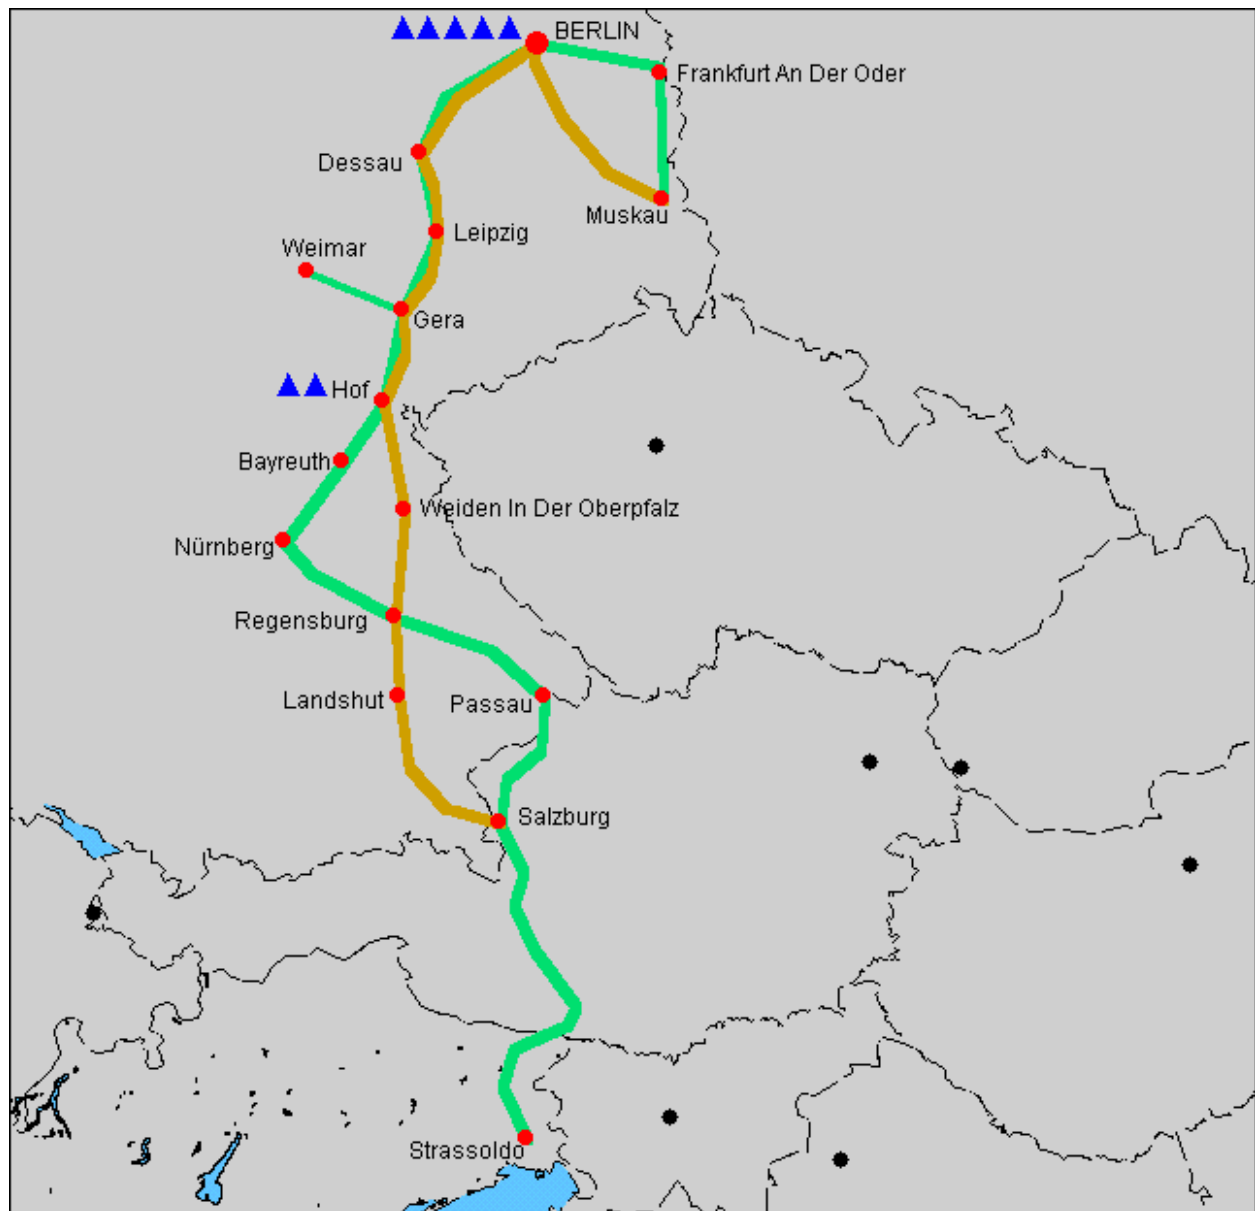 BERLIN
Frankfurt An Der Oder
Dessau
Muskau
Leipzig
Weimar
Gera
Hof
Bayreuth
Weiden In Der Oberpfalz
Nürnberg
Regensburg
Landshut
Passau
Salzburg
Strassoldo